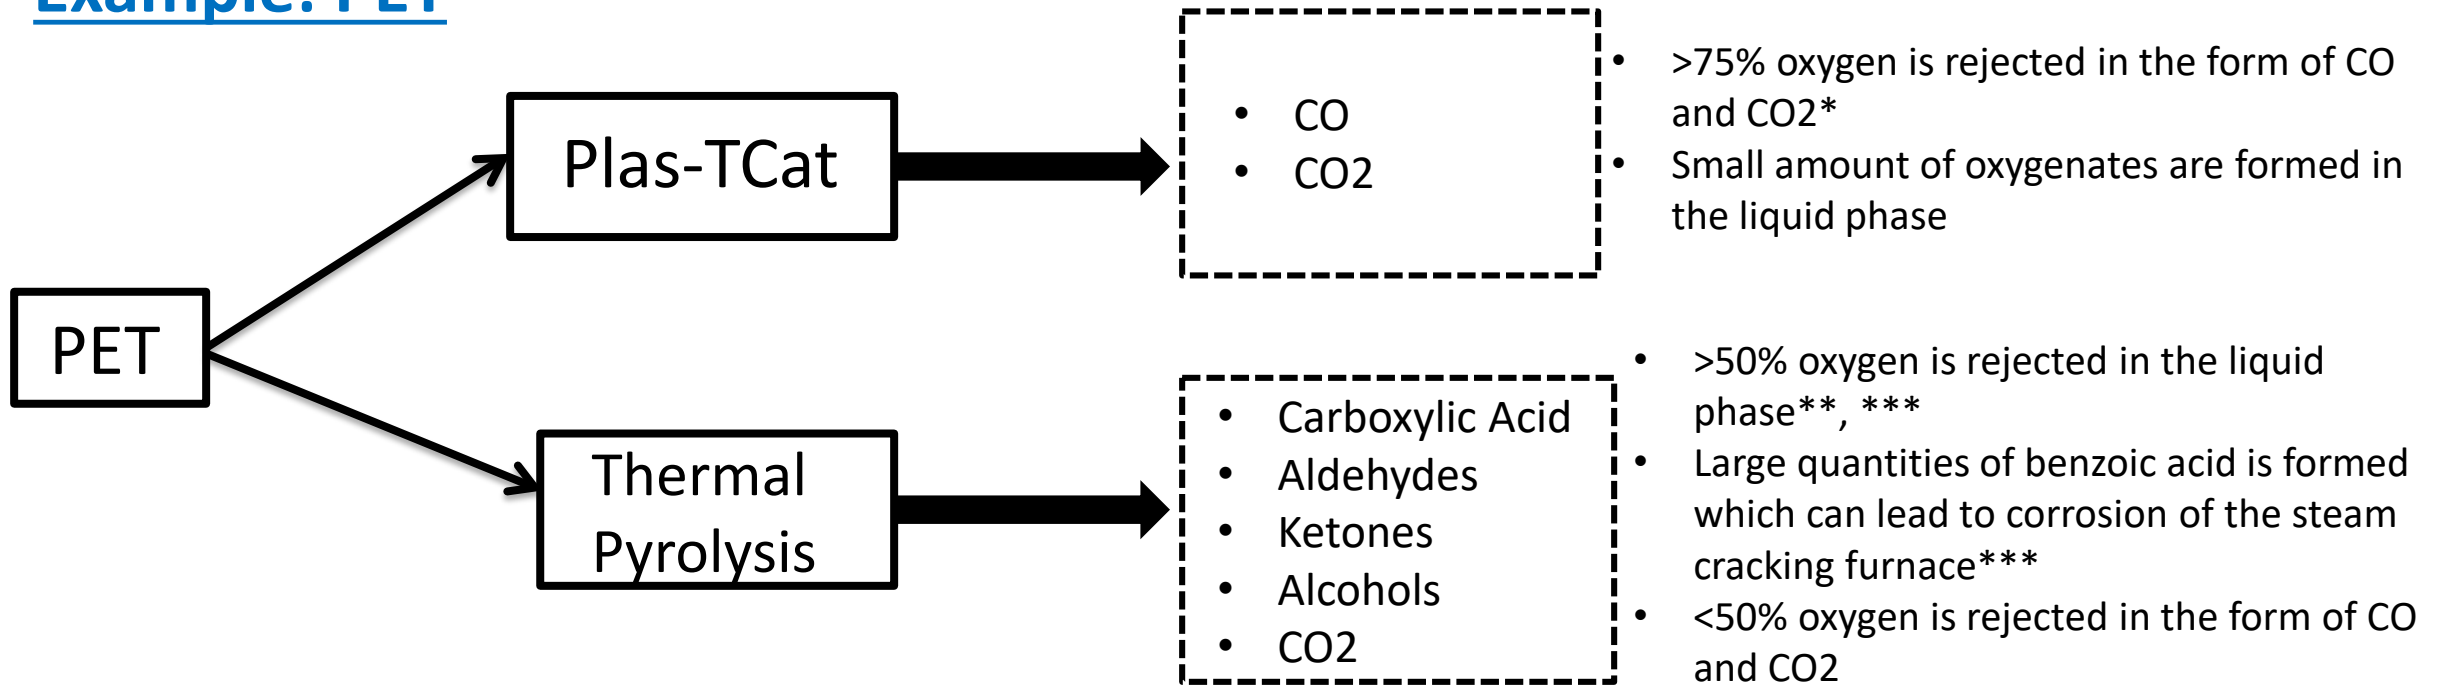 Example: PET
PET
Plas-TCat
• CO
• CO2
• >75% oxygen is rejected in the form of CO
and CO2*
• Small amount of oxygenates are formed in
the liquid phase
Thermal
Pyrolysis
• Carboxylic Acid
• Aldehydes
• Ketones
• Alcohols
• CO2
• >50% oxygen is rejected in the liquid
phase**, ***
• Large quantities of benzoic acid is formed
which can lead to corrosion of the steam
cracking furnace***
• <50% oxygen is rejected in the form of CO
and CO2